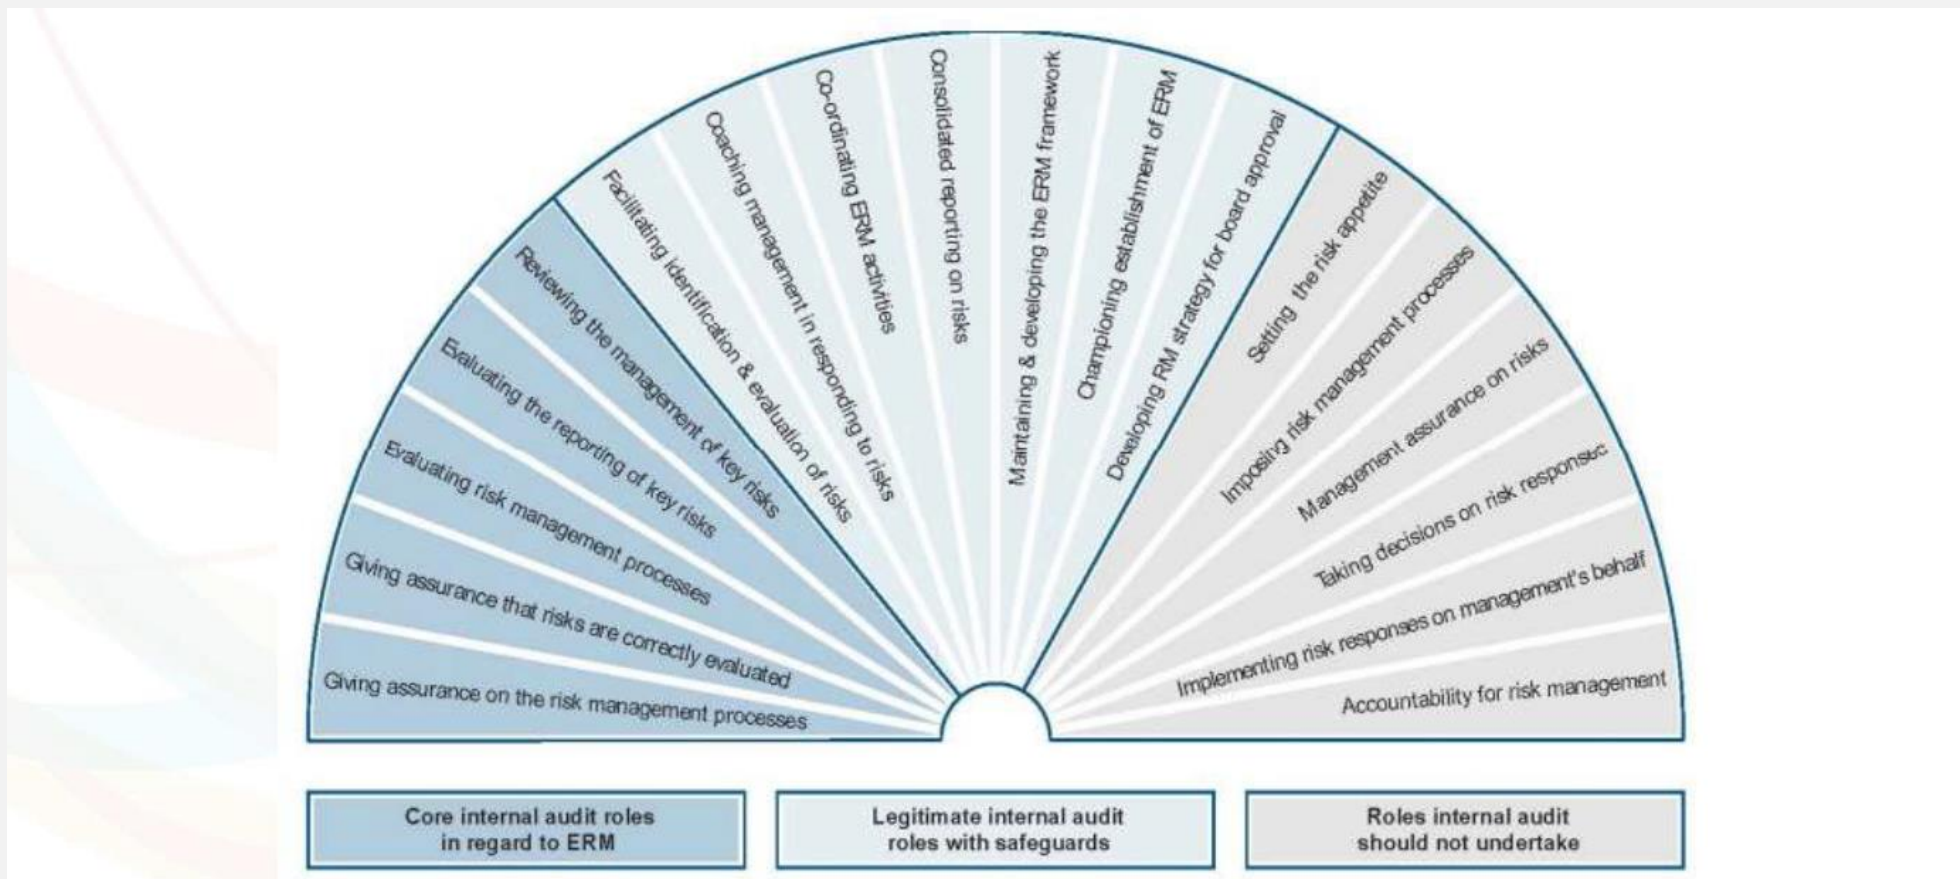 Giving assurance on the risk management processes
Giving assurance that risks are correctly evaluated
Evaluating risk management processes
Evaluating the reporting of key risks
Reviewing the management of key risks
Facilitating identification & evaluation of risks
Coaching management in responding to risks
Co-ordinating ERM activities
Consolidated reporting on risks
Maintaining & developing the ERM framework
Championing establishment of ERM
Developing RM strategy for board approval
Setting the risk appetite
Imposing risk management processes
Management assurance on risks
Taking decisions on risk responses
Implementing risk responses on management's behalf
Accountability for risk management
Core internal audit roles
in regard to ERM
Legitimate internal audit
roles with safeguards
Roles internal audit
should not undertake